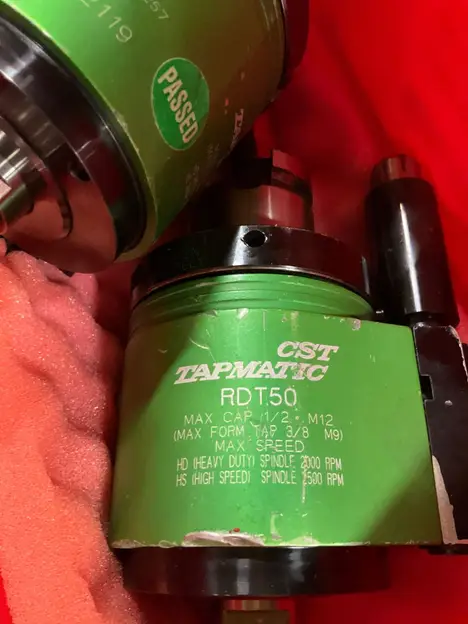 2119
PASSED
CST
TAPMATIC
RDT50
MAX CAP 1/2 M12
(MAX FORM TAP 3/8 M9)
MAX SPEED
HD (HEAVY DUTY) SPINDLE 2000 RPM
HS (HIGH SPEED) SPINDLE 2500 RPM